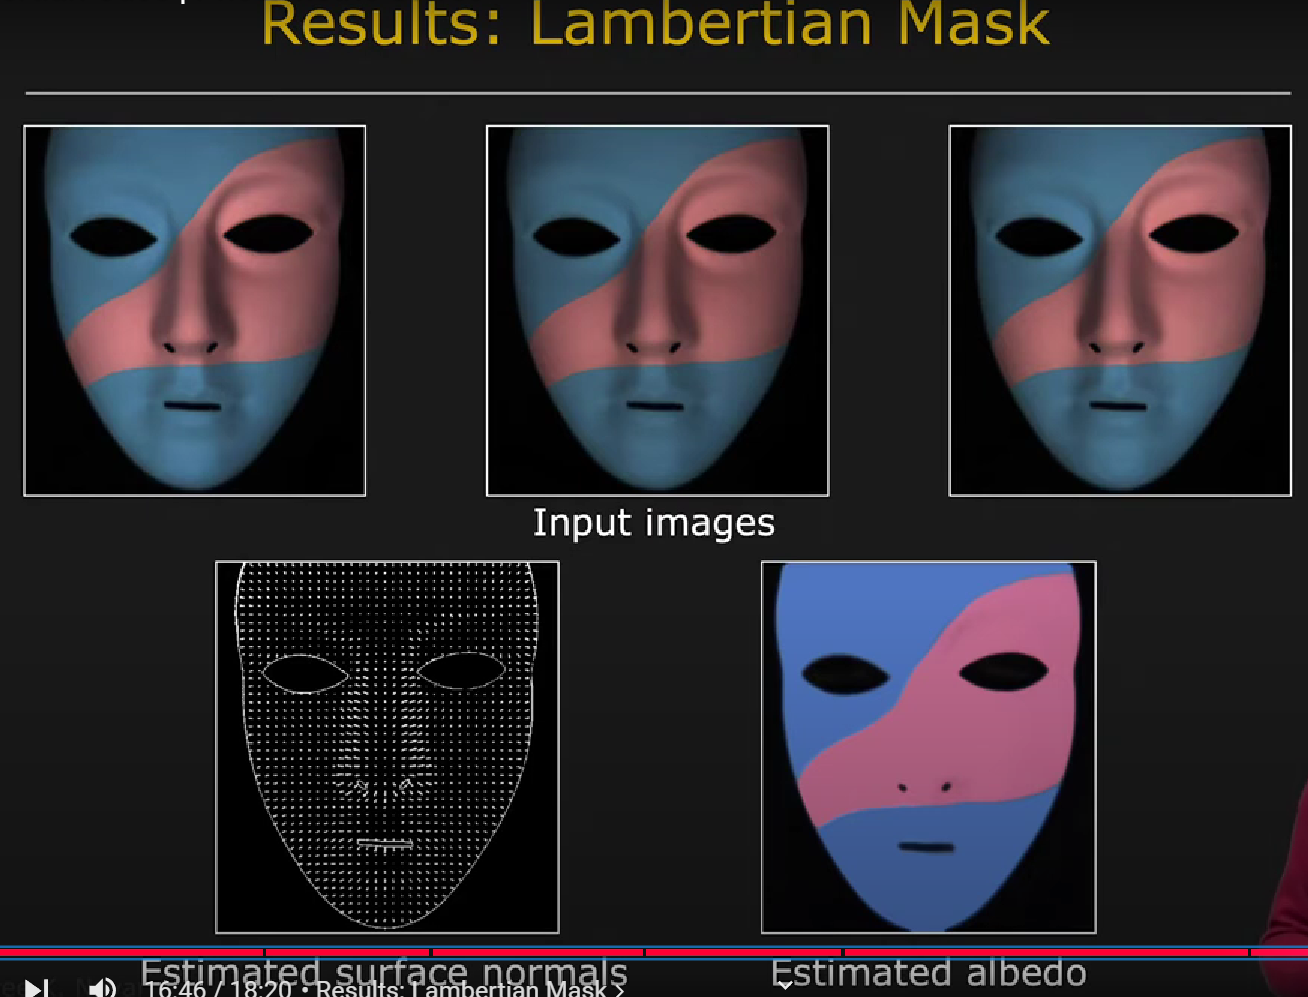 Results: Lambertian Mask
Input images
Estimated surface normals
Estimated albedo
16:46 / 18:20 • Results: Lambertian Mask >